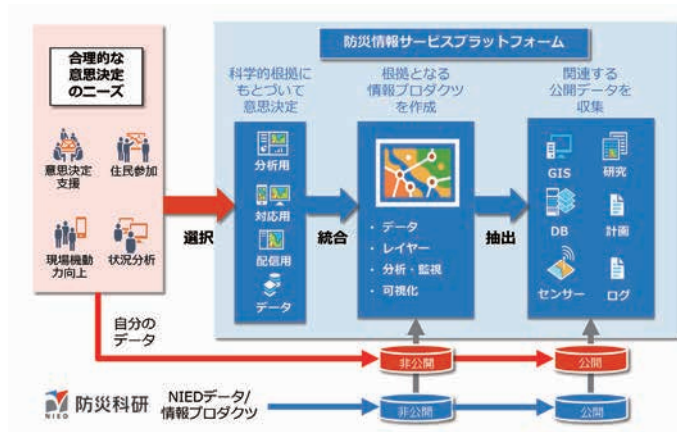 防災情報サービスプラットフォーム
合理的な
意思決定
のニーズ
意思決定
支援
住民参加
現場機動
力向上
状況分析
選択
科学的根拠に
もとづいて
意思決定
分析用
対応用
配信用
データ
統合
根拠となる
情報プロダクツ
を作成
・データ
・レイヤー
・分析・監視
・可視化
抽出
関連する
公開データを
収集
GIS
研究
DB
計画
センサー
ログ
自分の
データ
非公開
公開
NIED
防災科研
NIEDデータ/
情報プロダクツ
非公開
公開